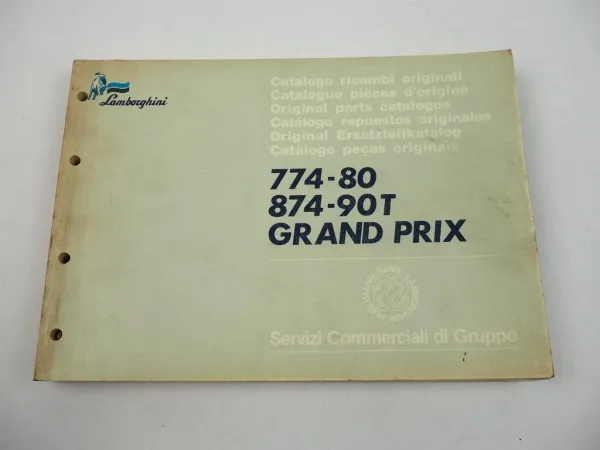 Lamborghini
Catalogo ricambi originali
Catalogue pièces d'origine
Original parts catalogue
Catálogo repuestos originales
Original Ersatzteilkatalog
Catálogo peças originais
774-80
874-90T
GRAND PRIX
Servizi Commerciali di Gruppo